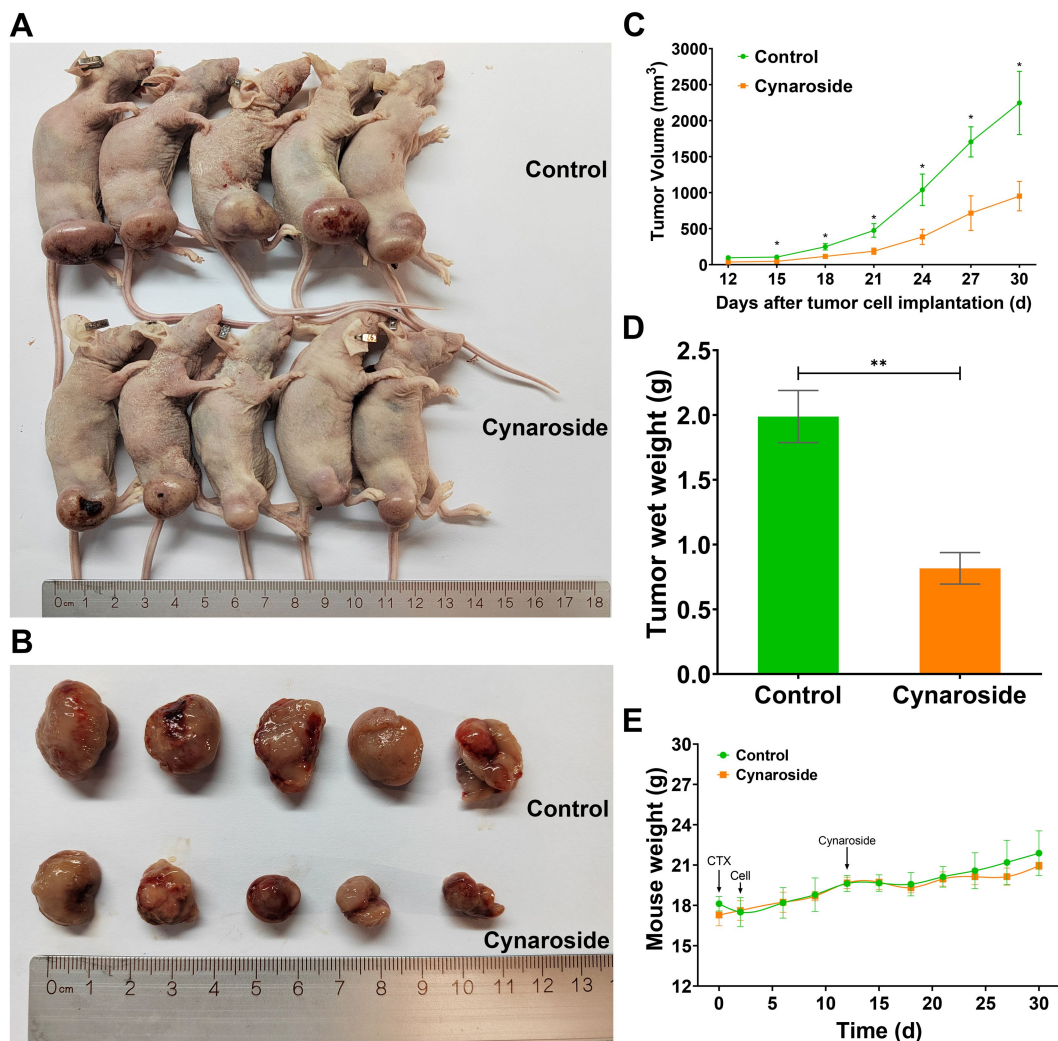 A
Control
Cynaroside
0cm 1 2 3 4 5 6 7 8 9 10 11 12 13 14 15 16 17 18
B
Control
Cynaroside
0cm 1 2 3 4 5 6 7 8 9 10 11 12 13
C
Control
Cynaroside
Tumor Volume (mm³)
3000
2500
2000
1500
1000
500
0
* * * * * *
12 15 18 21 24 27 30
Days after tumor cell implantation (d)
D
Tumor wet weight (g)
2.5
2.0
1.5
1.0
0.5
0.0
**
Control Cynaroside
E
Control
Cynaroside
Mouse weight (g)
30
27
24
21
18
15
12
CTX
Cell
Cynaroside
0 5 10 15 20 25 30
Time (d)